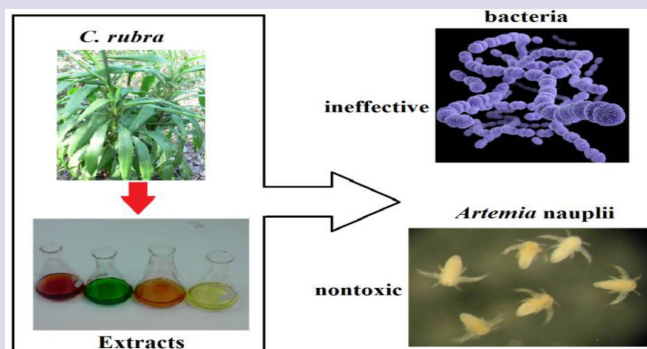 C. rubra
Extracts
bacteria
ineffective
Artemia nauplii
nontoxic